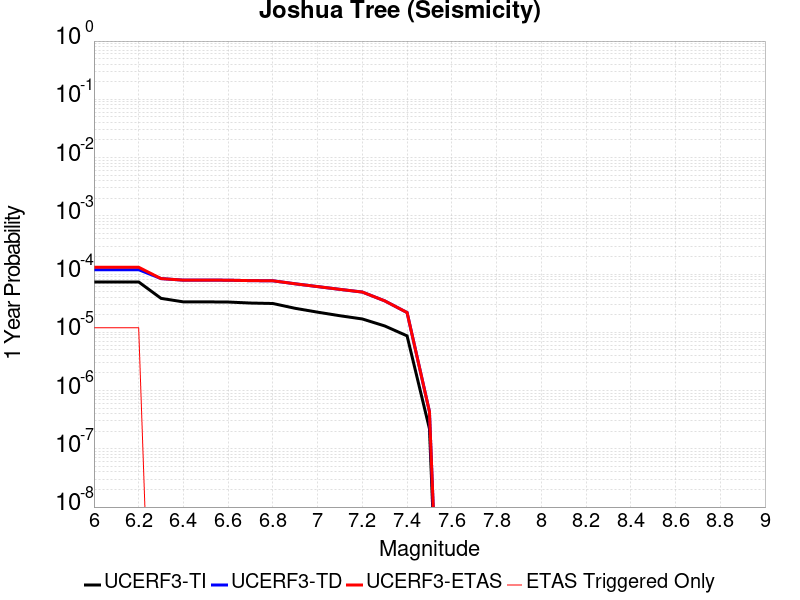 Joshua Tree (Seismicity)
10^0
10^-1
10^-2
10^-3
10^-4
10^-5
10^-6
10^-7
10^-8
1 Year Probability
6 6.2 6.4 6.6 6.8 7 7.2 7.4 7.6 7.8 8 8.2 8.4 8.6 8.8 9
Magnitude
UCERF3-TI UCERF3-TD UCERF3-ETAS ETAS Triggered Only